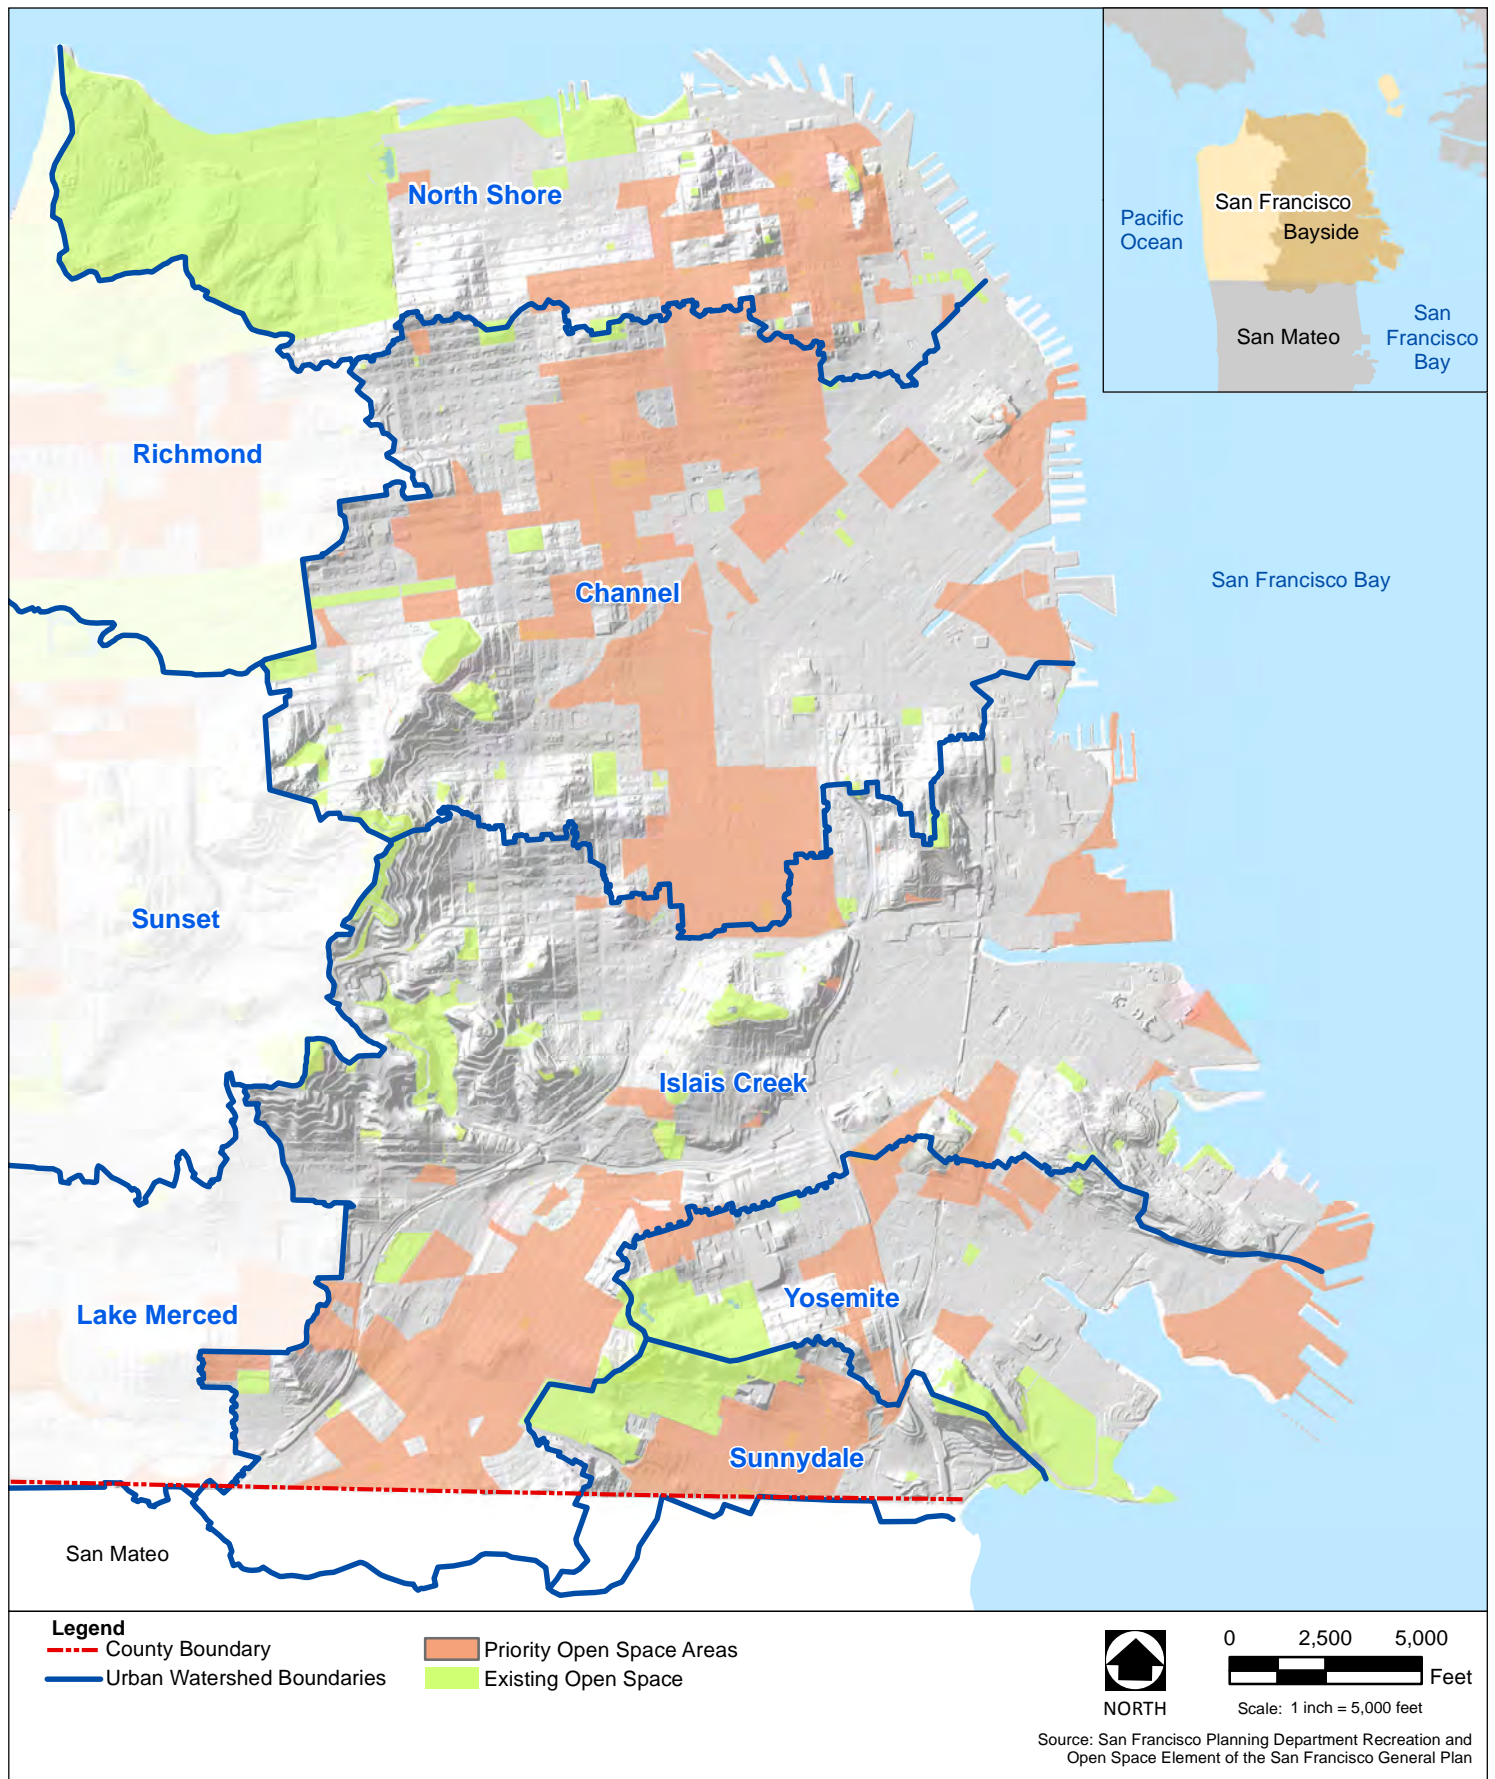 San Francisco
Bayside
Pacific
Ocean
San Mateo
San
Francisco
Bay
North Shore
Richmond
Channel
San Francisco Bay
Sunset
Islais Creek
Lake Merced
Yosemite
Sunnydale
San Mateo
Legend
County Boundary
Urban Watershed Boundaries
Priority Open Space Areas
Existing Open Space
NORTH
0 2,500 5,000
Feet
Scale: 1 inch = 5,000 feet
Source: San Francisco Planning Department Recreation and
Open Space Element of the San Francisco General Plan